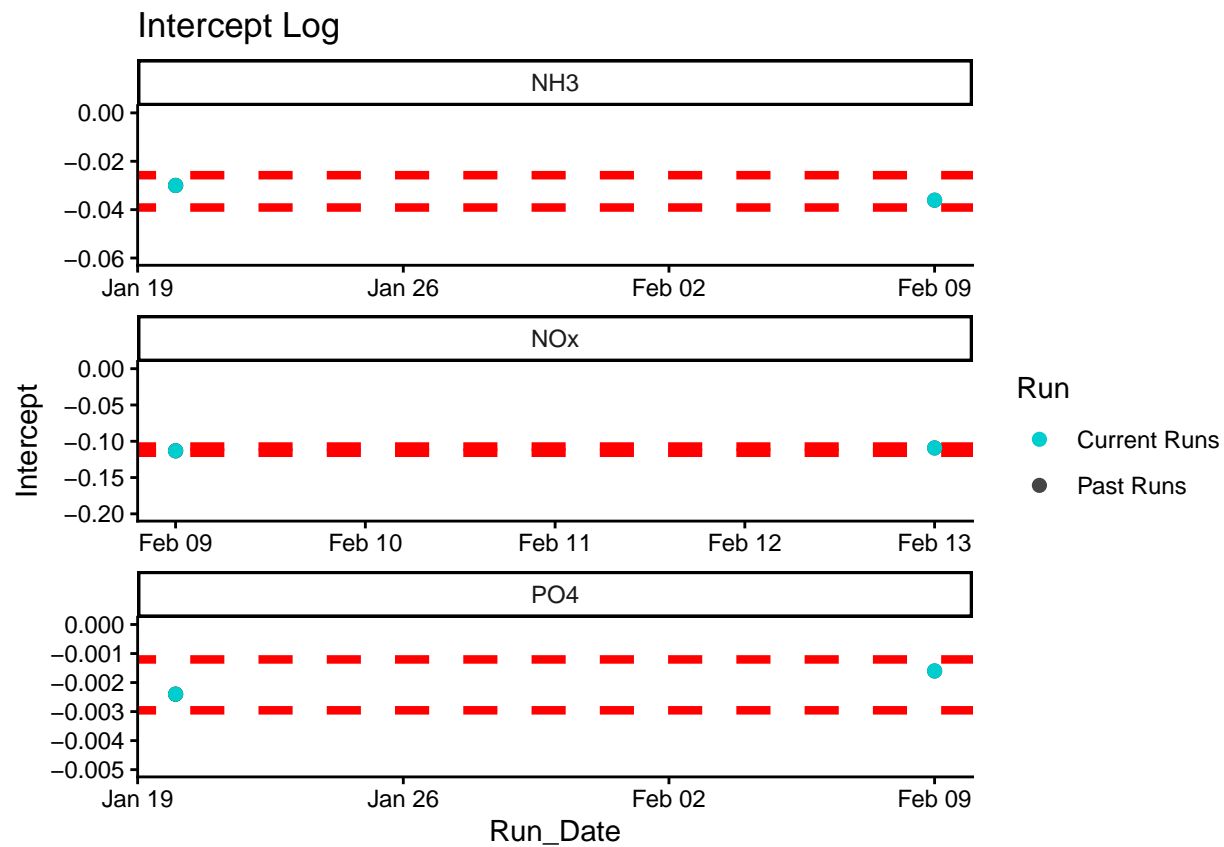 Intercept Log
NH3
0.00
−0.02
−0.04
−0.06
Jan 19 Jan 26 Feb 02 Feb 09
NOx
0.00
−0.05
−0.10
−0.15
−0.20
Feb 09 Feb 10 Feb 11 Feb 12 Feb 13
PO4
0.000
−0.001
−0.002
−0.003
−0.004
−0.005
Jan 19 Jan 26 Feb 02 Feb 09
Run_Date
Intercept
Run
Current Runs
Past Runs